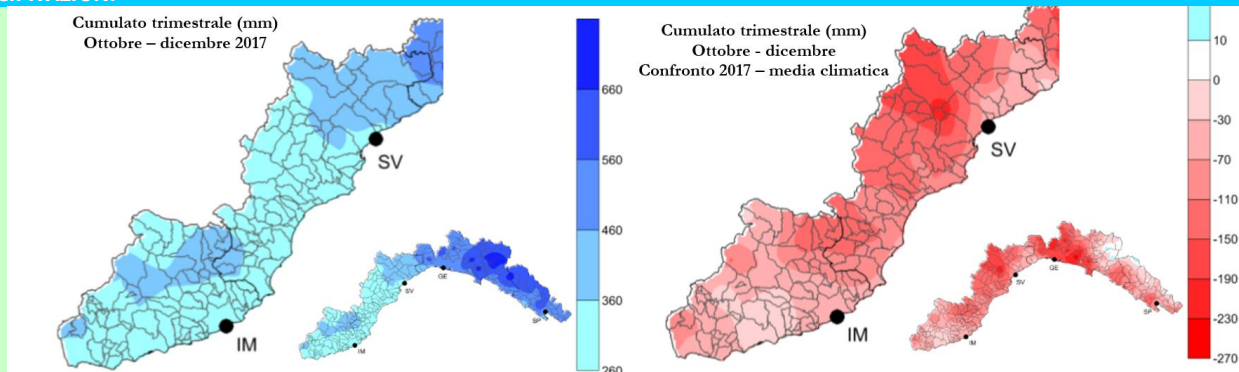 Cumulato trimestrale (mm)
Ottobre – dicembre 2017
SV
IM
SV
GE
SP
IM
660
560
460
360
260
Cumulato trimestrale (mm)
Ottobre - dicembre
Confronto 2017 – media climatica
SV
IM
SV
GE
SP
IM
10
0
-30
-70
-110
-150
-190
-230
-270